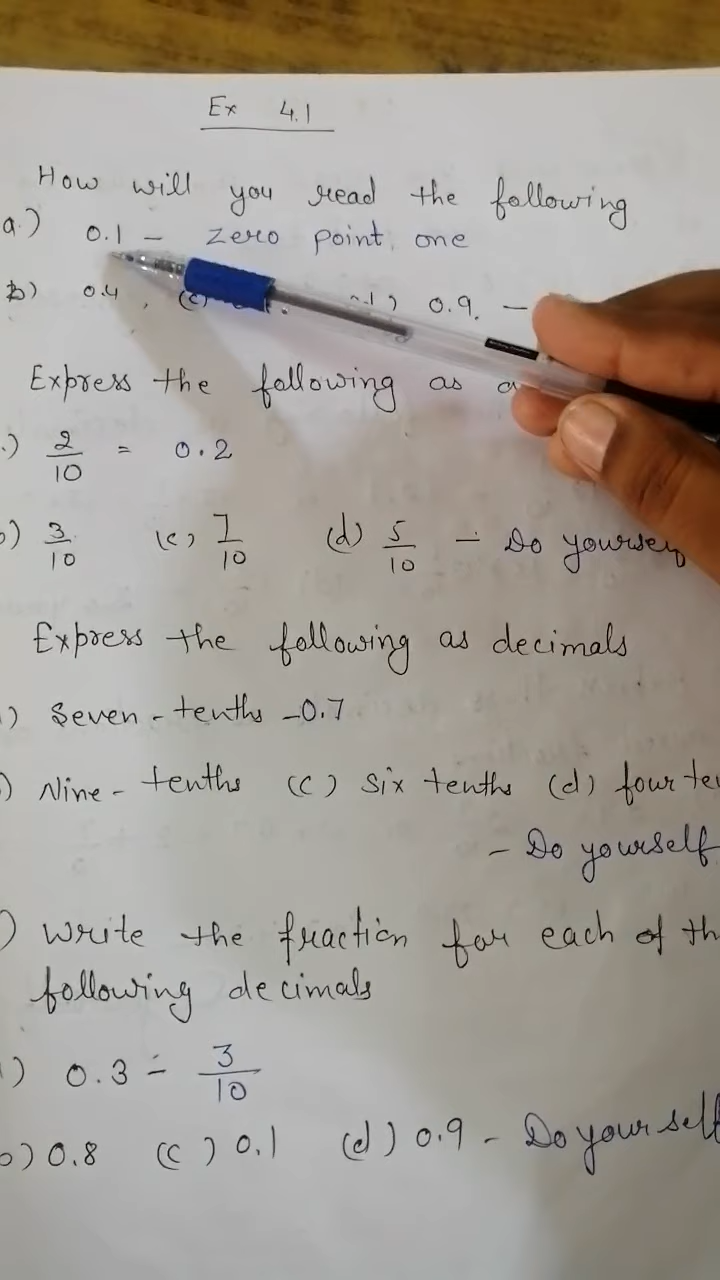 Ex 4.1
How will you read the following
a.) 0.1 - zero point one
b) 0.4, (c) 0.9. -
Express the following as a
.) 2/10 = 0.2
b) 3/10 (c) 7/10 (d) 5/10 - Do yourself
Express the following as decimals
) Seven-tenths - 0.7
) Nine-tenths (c) Six tenths (d) four te
- Do yourself
) Write the fraction for each of th
following decimals
) 0.3 = 3/10
b) 0.8 (c) 0.1 (d) 0.9 - Do yourself